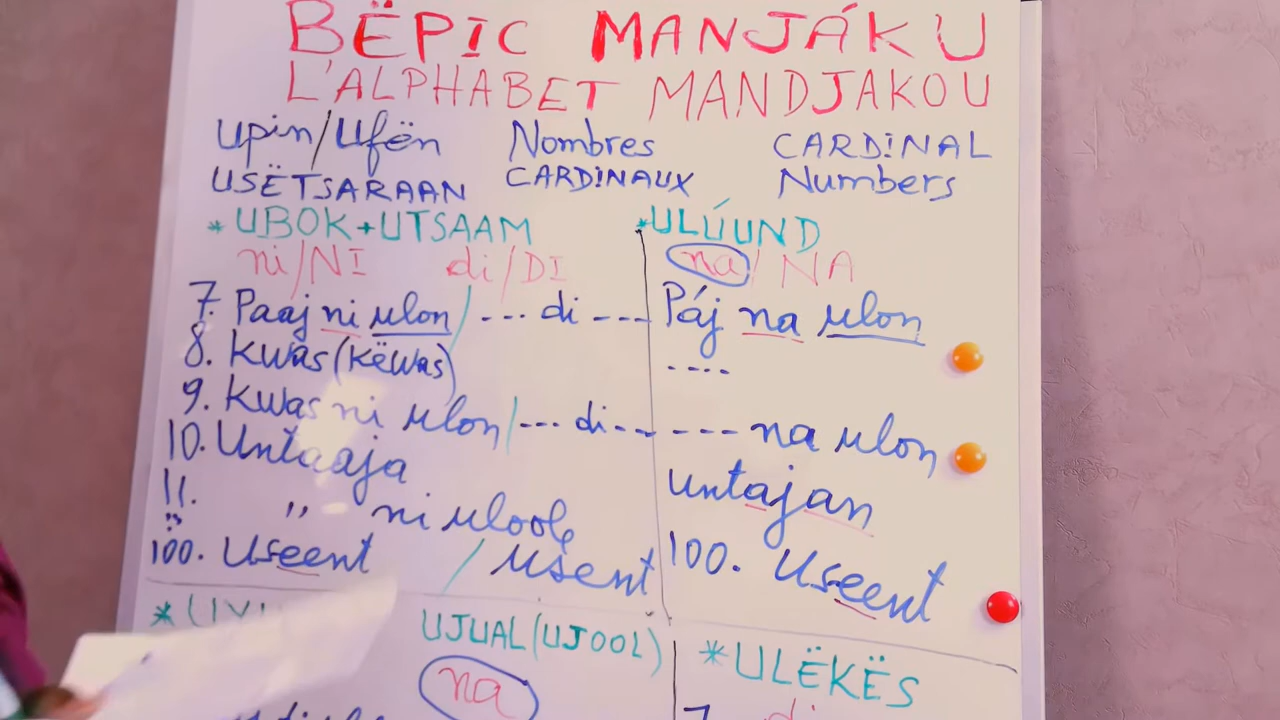 BËPIC MANJÁKU
L'ALPHABET MANDJAKOU
Upin/Ufën Nombres CARDINAL
USËTSARAAN CARDINAUX Numbers
* UBOK+UTSAAM
ni/NI di/DI
7. Paaj ni ulon / --- di ---
8. Kwas (Këwas)
9. Kwas ni ulon / --- di ---
10. Untaaja
11. " ni uloole
100. Useent / Usent
* ULÚUND
na / NA
Páj na ulon
----
--- na ulon
untajan
100. Useent
UJUAL (UJOOL)
na
* ULËKËS
7 di